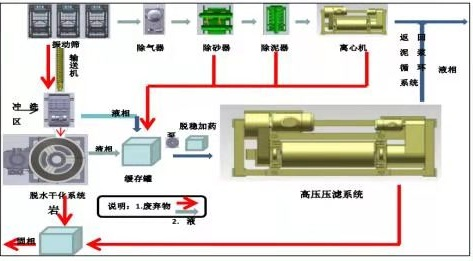 振动筛
除气器
除砂器
除泥器
离心机
返回
泥浆
循环
系统
液相
输送机
冲洗
区
液相
脱稳加药
泵
液相
缓存罐
高压压滤系统
脱水干化系统
岩
说明：1.废弃物
2. 液
固相